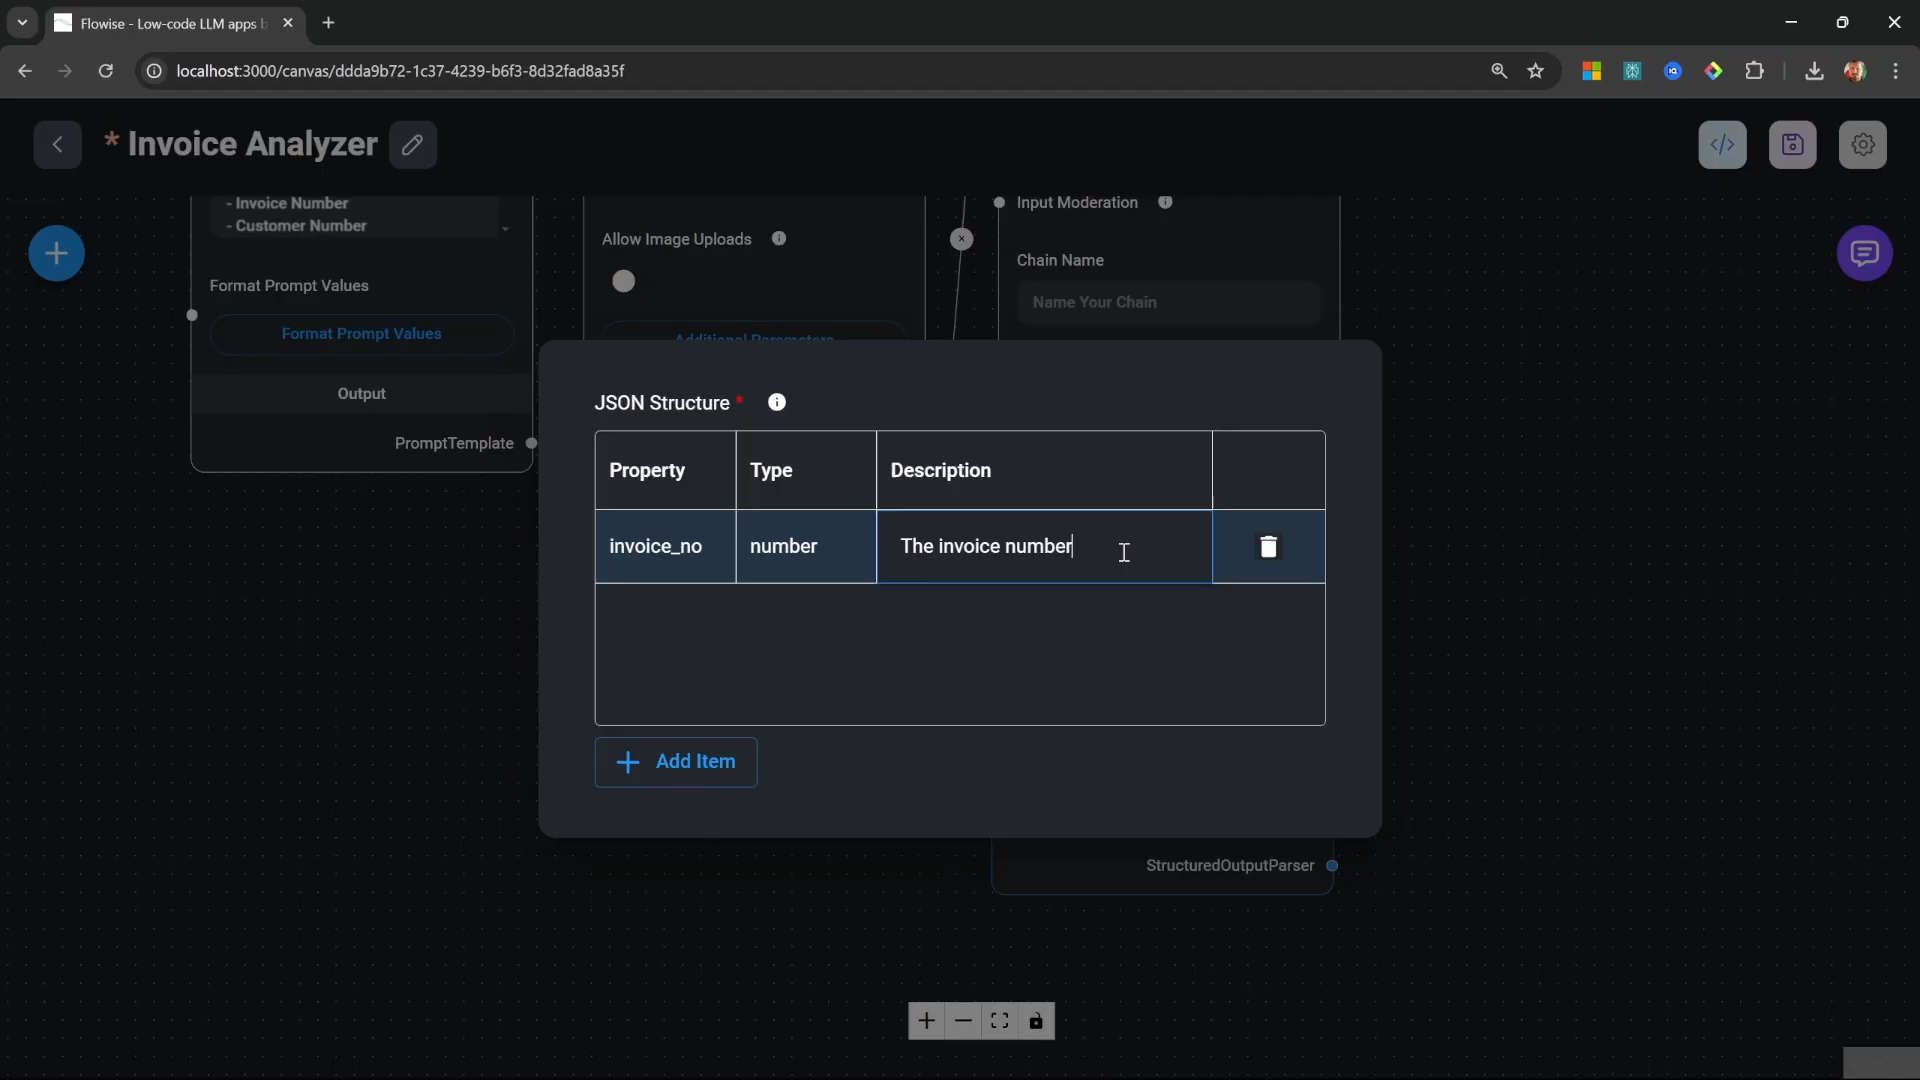 Flowise - Low-code LLM apps b
localhost:3000/canvas/ddda9b72-1c37-4239-b6f3-8d32fad8a35f
* Invoice Analyzer
- Invoice Number
- Customer Number
Format Prompt Values
Format Prompt Values
Output
PromptTemplate
Allow Image Uploads
Additional Parameters
Input Moderation
Chain Name
Name Your Chain
JSON Structure *
Property Type Description
invoice_no number The invoice number
Add Item
StructuredOutputParser